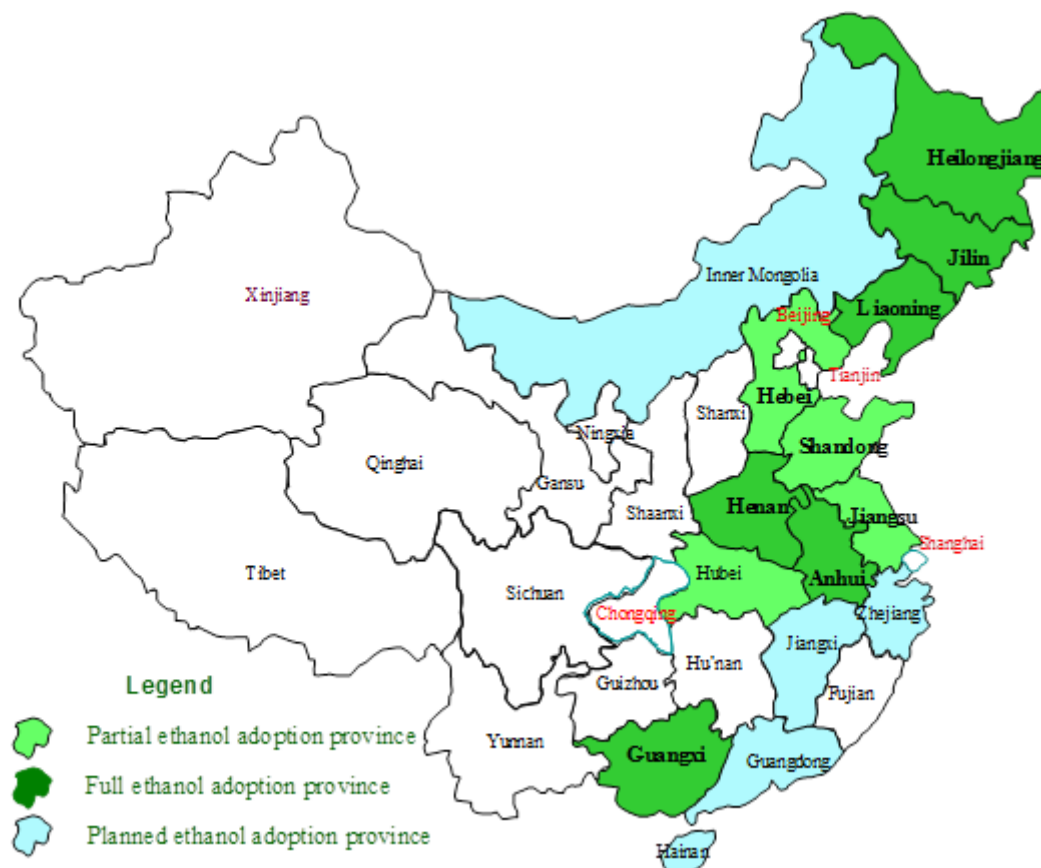 Heilongjiang
Jilin
Inner Mongolia
Liaoning
Xinjiang
Beijing
Tianjin
Hebei
Shanxi
Ningxia
Shandong
Qinghai
Gansu
Henan
Jiangsu
Shaanxi
Shanghai
Tibet
Hubei
Anhui
Sichuan
Chongqing
Zhejiang
Jiangxi
Hu'nan
Guizhou
Fujian
Yunnan
Guangxi
Guangdong
Hainan
Legend
Partial ethanol adoption province
Full ethanol adoption province
Planned ethanol adoption province